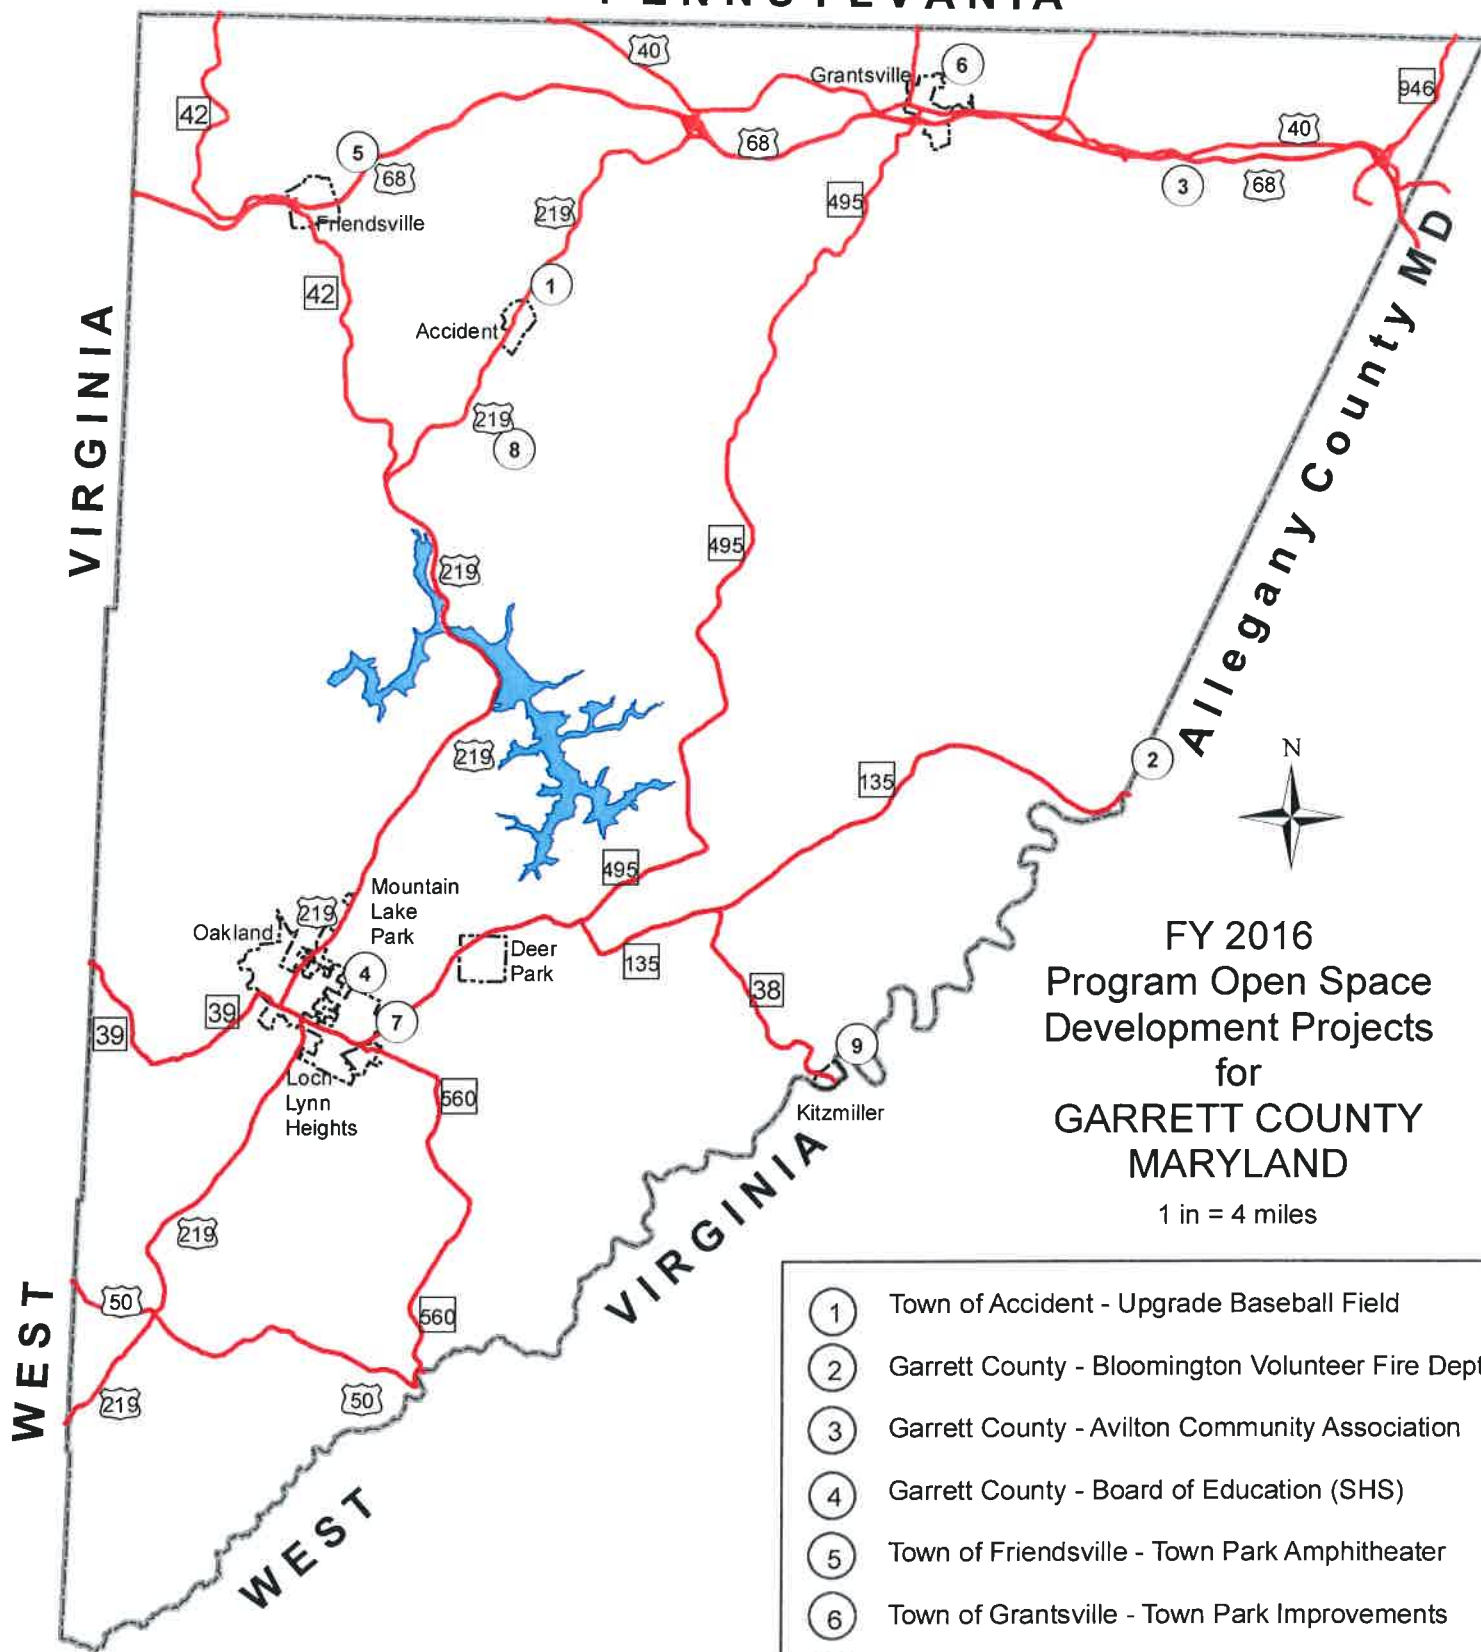 PENNSYLVANIA
40
Grantsville
6
946
42
5
68
68
40
3
68
Friendsville
219
495
42
1
Accident
219
8
VIRGINIA
Allegany County MD
495
219
219
2
135
N
495
Mountain
Lake
Park
219
Oakland
Deer
Park
4
135
38
39
39
7
9
Loch
Lynn
Heights
560
Kitzmiller
FY 2016
Program Open Space
Development Projects
for
GARRETT COUNTY
MARYLAND
1 in = 4 miles
219
50
560
VIRGINIA
219
50
WEST
WEST
1 Town of Accident - Upgrade Baseball Field
2 Garrett County - Bloomington Volunteer Fire Dept
3 Garrett County - Avilton Community Association
4 Garrett County - Board of Education (SHS)
5 Town of Friendsville - Town Park Amphitheater
6 Town of Grantsville - Town Park Improvements